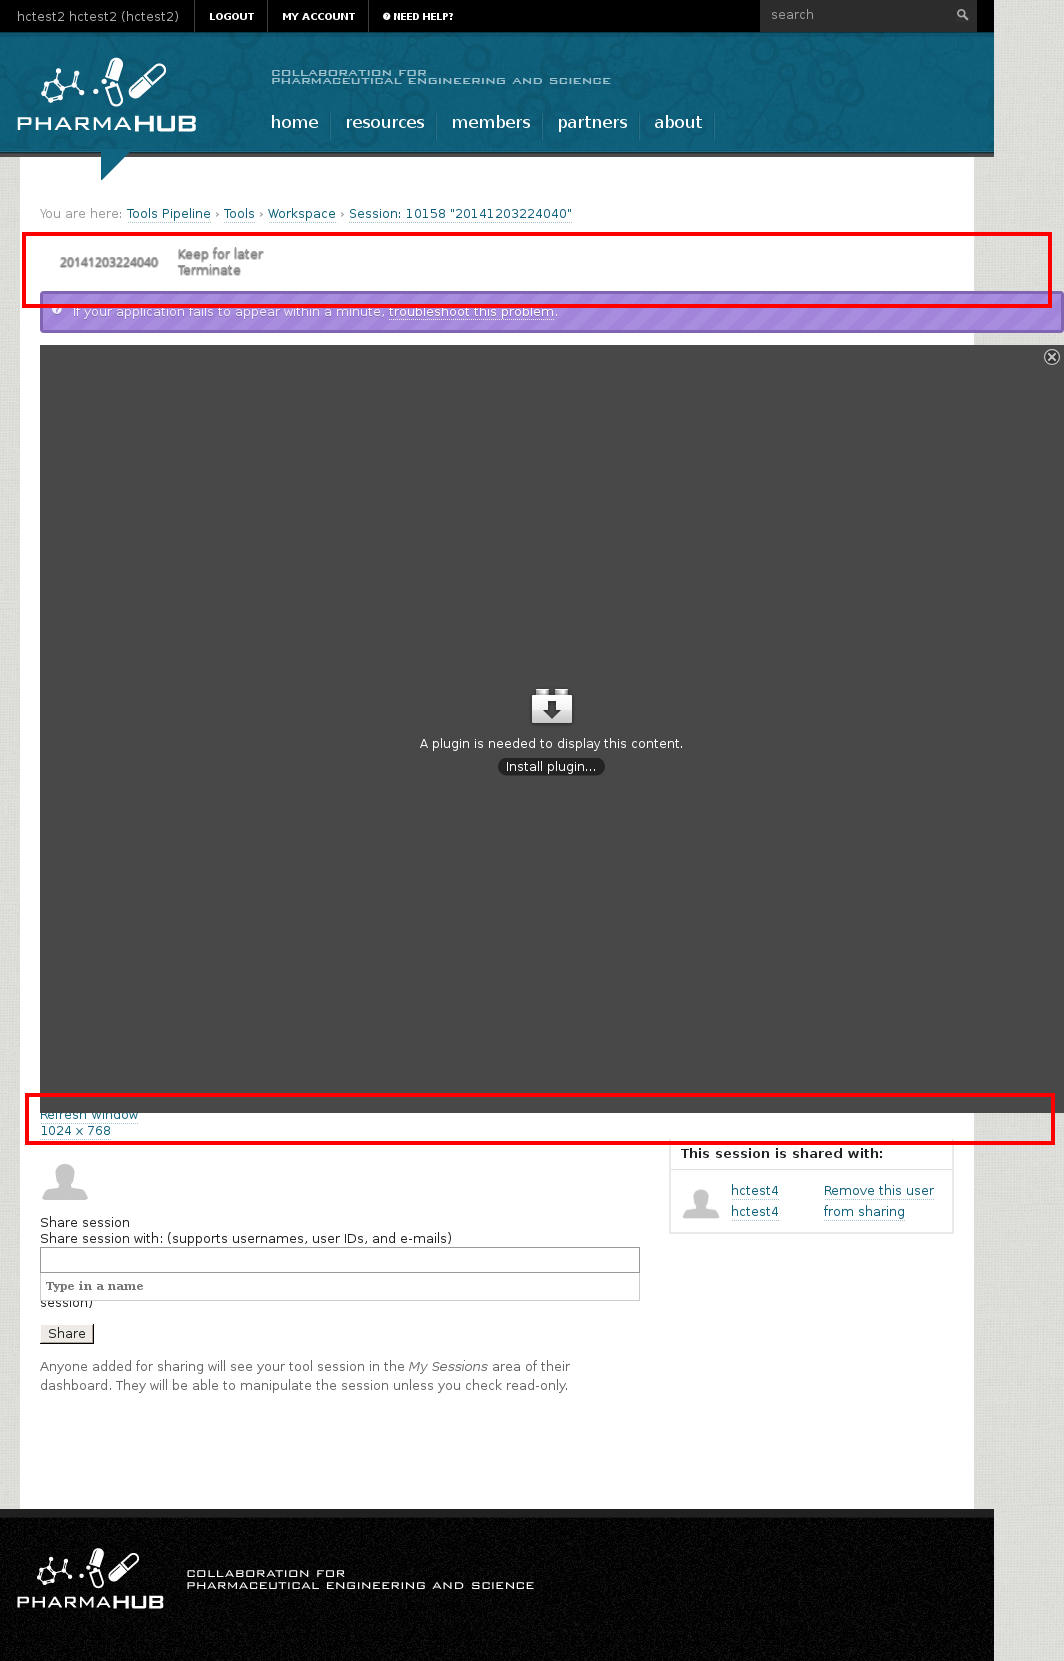 hctest2 hctest2 (hctest2)
LOGOUT
MY ACCOUNT
NEED HELP?
search
PHARMAHUB
COLLABORATION FOR
PHARMACEUTICAL ENGINEERING AND SCIENCE
home
resources
members
partners
about
You are here: Tools Pipeline › Tools › Workspace › Session: 10158 "20141203224040"
20141203224040
Keep for later
Terminate
If your application fails to appear within a minute, troubleshoot this problem.
A plugin is needed to display this content.
Install plugin...
Refresh Window
1024 x 768
This session is shared with:
hctest4
hctest4
Remove this user
from sharing
Share session
Share session with: (supports usernames, user IDs, and e-mails)
Type in a name
session)
Share
Anyone added for sharing will see your tool session in the My Sessions area of their
dashboard. They will be able to manipulate the session unless you check read-only.
PHARMAHUB
COLLABORATION FOR
PHARMACEUTICAL ENGINEERING AND SCIENCE